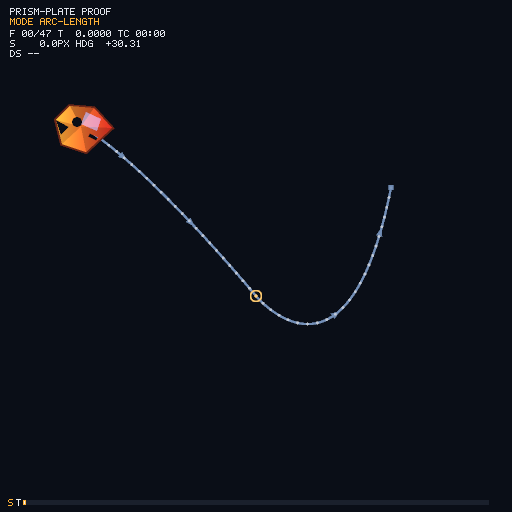 PRISM-PLATE PROOF
MODE ARC-LENGTH
F 00/47 T  0.0000 TC 00:00
S    0.0PX HDG  +30.31
DS --
ST